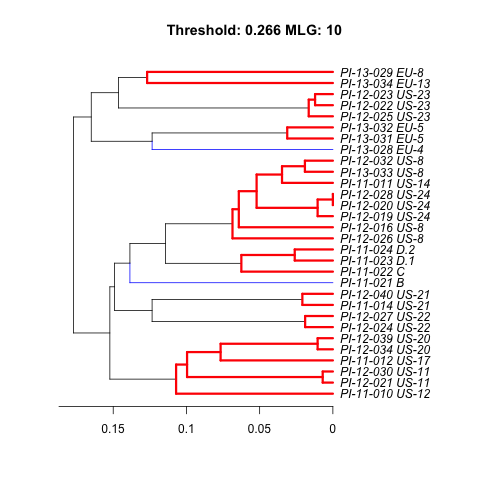 Threshold: 0.266 MLG: 10
PI-13-029 EU-8
PI-13-034 EU-13
PI-12-023 US-23
PI-12-022 US-23
PI-12-025 US-23
PI-13-032 EU-5
PI-13-031 EU-5
PI-13-028 EU-4
PI-12-032 US-8
PI-13-033 US-8
PI-11-011 US-14
PI-12-028 US-24
PI-12-020 US-24
PI-12-019 US-24
PI-12-016 US-8
PI-12-026 US-8
PI-11-024 D.2
PI-11-023 D.1
PI-11-022 C
PI-11-021 B
PI-12-040 US-21
PI-11-014 US-21
PI-12-027 US-22
PI-12-024 US-22
PI-12-039 US-20
PI-12-034 US-20
PI-11-012 US-17
PI-12-030 US-11
PI-12-021 US-11
PI-11-010 US-12
0.15 0.1 0.05 0